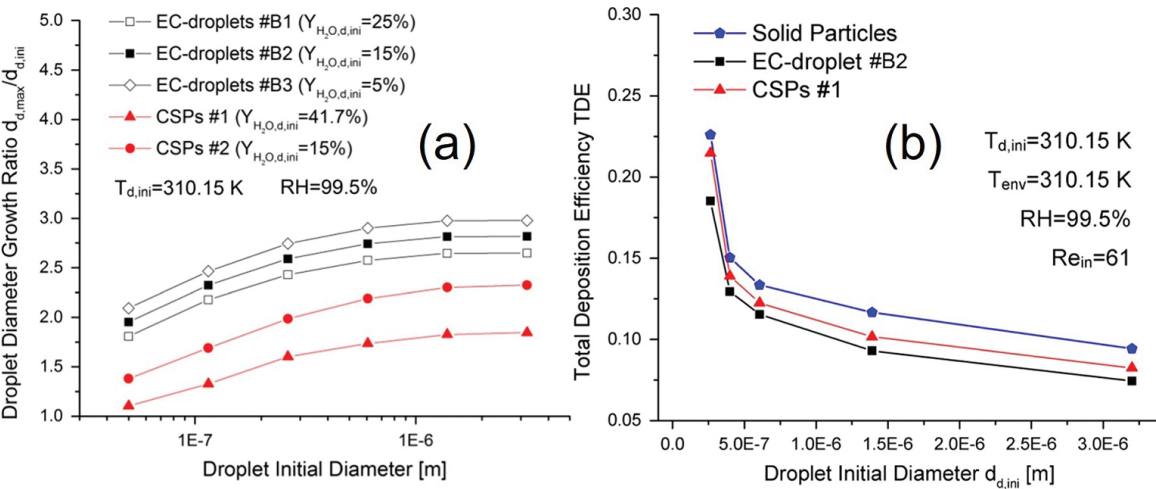 5.0
4.5
4.0
3.5
3.0
2.5
2.0
1.5
1.0
Droplet Diameter Growth Ratio d_d,max/d_d,ini
EC-droplets #B1 (Y_H₂O,d,ini=25%)
EC-droplets #B2 (Y_H₂O,d,ini=15%)
EC-droplets #B3 (Y_H₂O,d,ini=5%)
CSPs #1 (Y_H₂O,d,ini=41.7%)
CSPs #2 (Y_H₂O,d,ini=15%)
(a)
T_d,ini=310.15 K RH=99.5%
1E-7 1E-6
Droplet Initial Diameter [m]
0.30
0.25
0.20
0.15
0.10
0.05
Total Deposition Efficiency TDE
Solid Particles
EC-droplet #B2
CSPs #1
(b)
T_d,ini=310.15 K
T_env=310.15 K
RH=99.5%
Re_in=61
0.0 5.0E-7 1.0E-6 1.5E-6 2.0E-6 2.5E-6 3.0E-6
Droplet Initial Diameter d_d,ini [m]